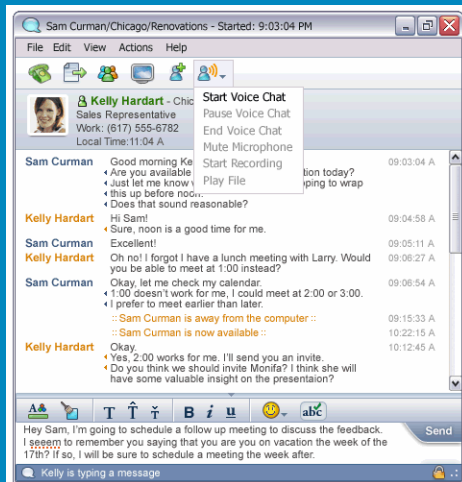 Sam Curman/Chicago/Renovations - Started: 9:03:04 PM
File Edit View Actions Help
Kelly Hardart - Chic
Sales Representative
Work: (617) 555-6782
Local Time:11:04 A
Start Voice Chat
Pause Voice Chat
End Voice Chat
Mute Microphone
Start Recording
Play File
Sam Curman Good morning Ke 09:03:04 A
Are you available tion today?
Just let me know oping to wrap
this up before noon.
Does that sound reasonable?
Kelly Hardart Hi Sam! 09:04:58 A
Sure, noon is a good time for me.
Sam Curman Excellent! 09:05:11 A
Kelly Hardart Oh no! I forgot I have a lunch meeting with Larry. Would 09:06:27 A
you be able to meet at 1:00 instead?
Sam Curman Okay, let me check my calendar. 09:06:54 A
1:00 doesn't work for me, I could meet at 2:00 or 3:00.
I prefer to meet earlier than later.
:: Sam Curman is away from the computer :: 09:15:33 A
:: Sam Curman is now available :: 10:22:15 A
Kelly Hardart Okay. 10:12:45 A
Yes, 2:00 works for me. I'll send you an invite.
Do you think we should invite Monifa? I think she will
have some valuable insight on the presentaion?
A T T T B i u abc
Hey Sam, I'm going to schedule a follow up meeting to discuss the feedback.
I seeem to remember you saying that you are you on vacation the week of the
17th? If so, I will be sure to schedule a meeting the week after.
Send
Kelly is typing a message